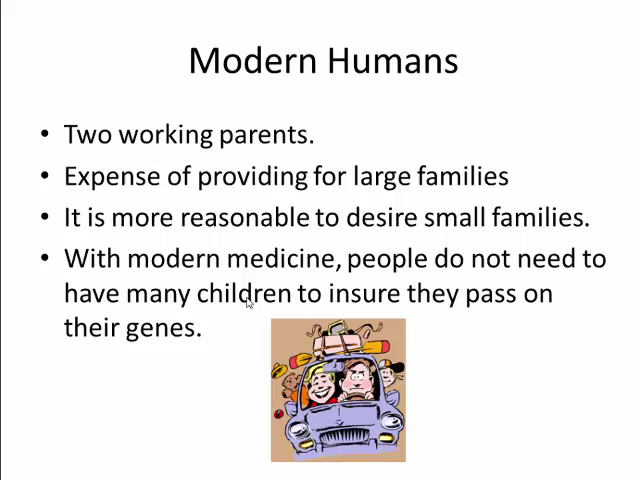 Modern Humans
• Two working parents.
• Expense of providing for large families
• It is more reasonable to desire small families.
• With modern medicine, people do not need to
have many children to insure they pass on
their genes.